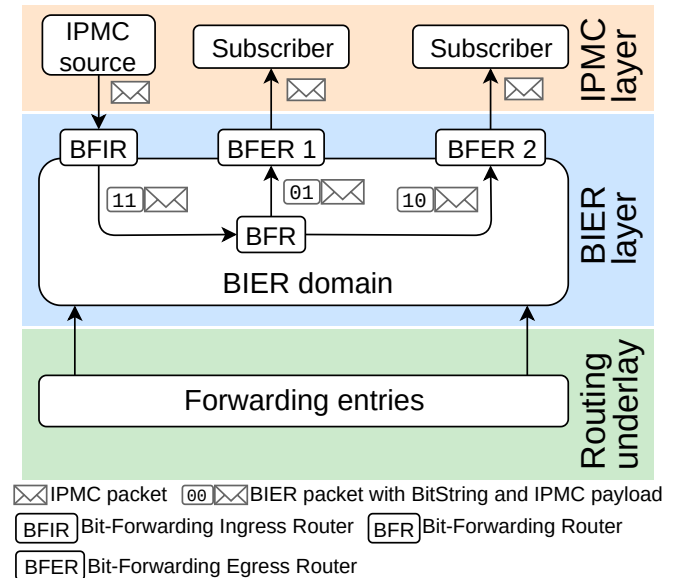 IPMC
source
Subscriber
Subscriber
IPMC
layer
BFIR
BFER 1
BFER 2
11
01
10
BFR
BIER domain
BIER
layer
Forwarding entries
Routing
underlay
IPMC packet
00 BIER packet with BitString and IPMC payload
BFIR Bit-Forwarding Ingress Router
BFR Bit-Forwarding Router
BFER Bit-Forwarding Egress Router